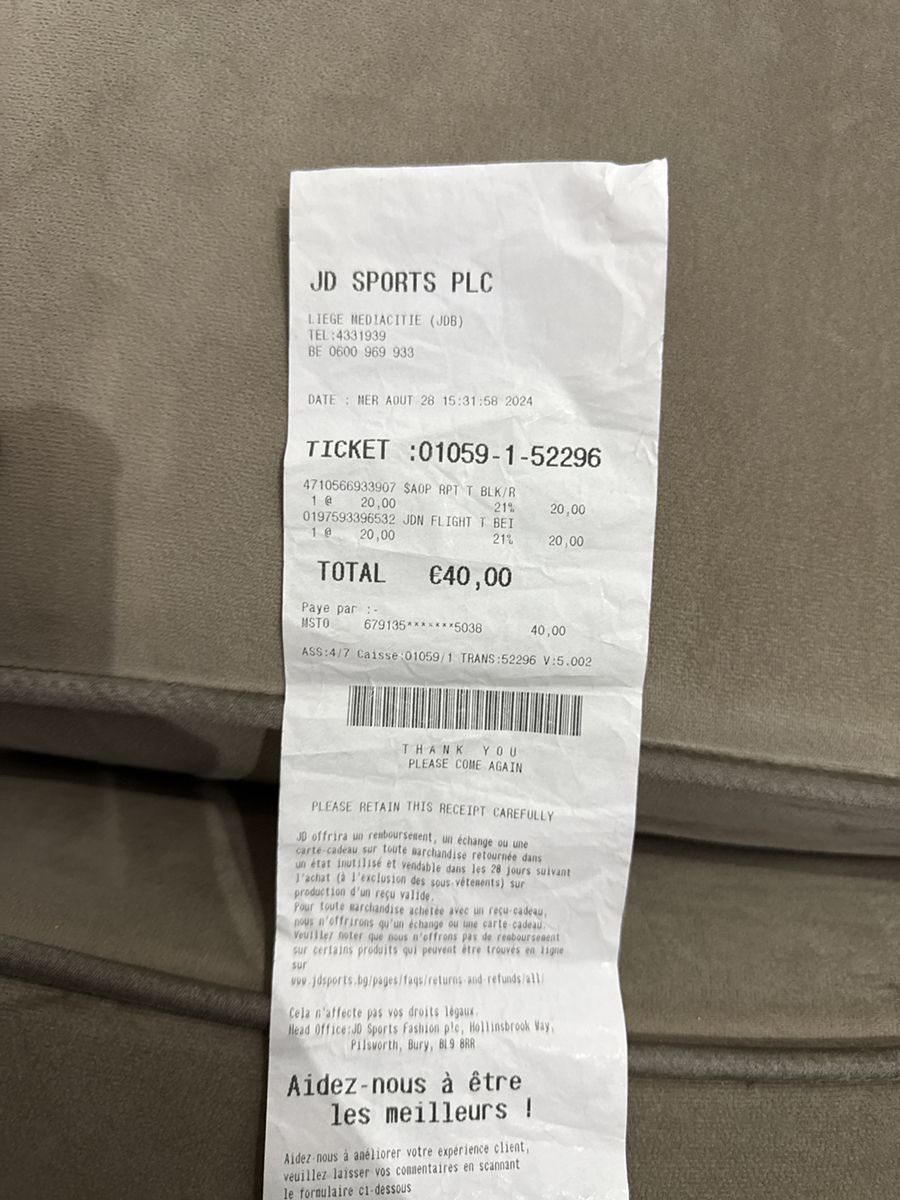 JD SPORTS PLC
LIEGE MEDIACITIE (JDB)
TEL:4331939
BE 0600 969 933
DATE : MER AOUT 28 15:31:58 2024
TICKET :01059-1-52296
4710566933907 $AOP RPT T BLK/R
1 @ 20,00 21% 20,00
0197593396532 JDN FLIGHT T BEI
1 @ 20,00 21% 20,00
TOTAL €40,00
Paye par :-
MSTO 679135*******5038 40,00
ASS:4/7 Caisse:01059/1 TRANS:52296 V:5.002
THANK YOU
PLEASE COME AGAIN
PLEASE RETAIN THIS RECEIPT CAREFULLY
JD offrira un remboursement, un échange ou une
carte-cadeau sur toute marchandise retournée dans
un état inutilisé et vendable dans les 28 jours suivant
l'achat (à l'exclusion des sous-vêtements) sur
production d'un reçu valide.
Pour toute marchandise achetée avec un reçu-cadeau,
nous n'offrirons qu'un échange ou une carte-cadeau.
Veuillez noter que nous n'offrons pas de remboursement
sur certains produits qui peuvent être trouvés en ligne
sur
www.jdsports.bg/pages/faqs/returns-and-refunds/all/
Cela n'affecte pas vos droits légaux.
Head Office:JD Sports Fashion plc, Hollinsbrook Way,
Pilsworth, Bury, BL9 8RR
Aidez-nous à être
les meilleurs !
Aidez-nous à améliorer votre expérience client,
veuillez laisser vos commentaires en scannant
le formulaire ci-dessous